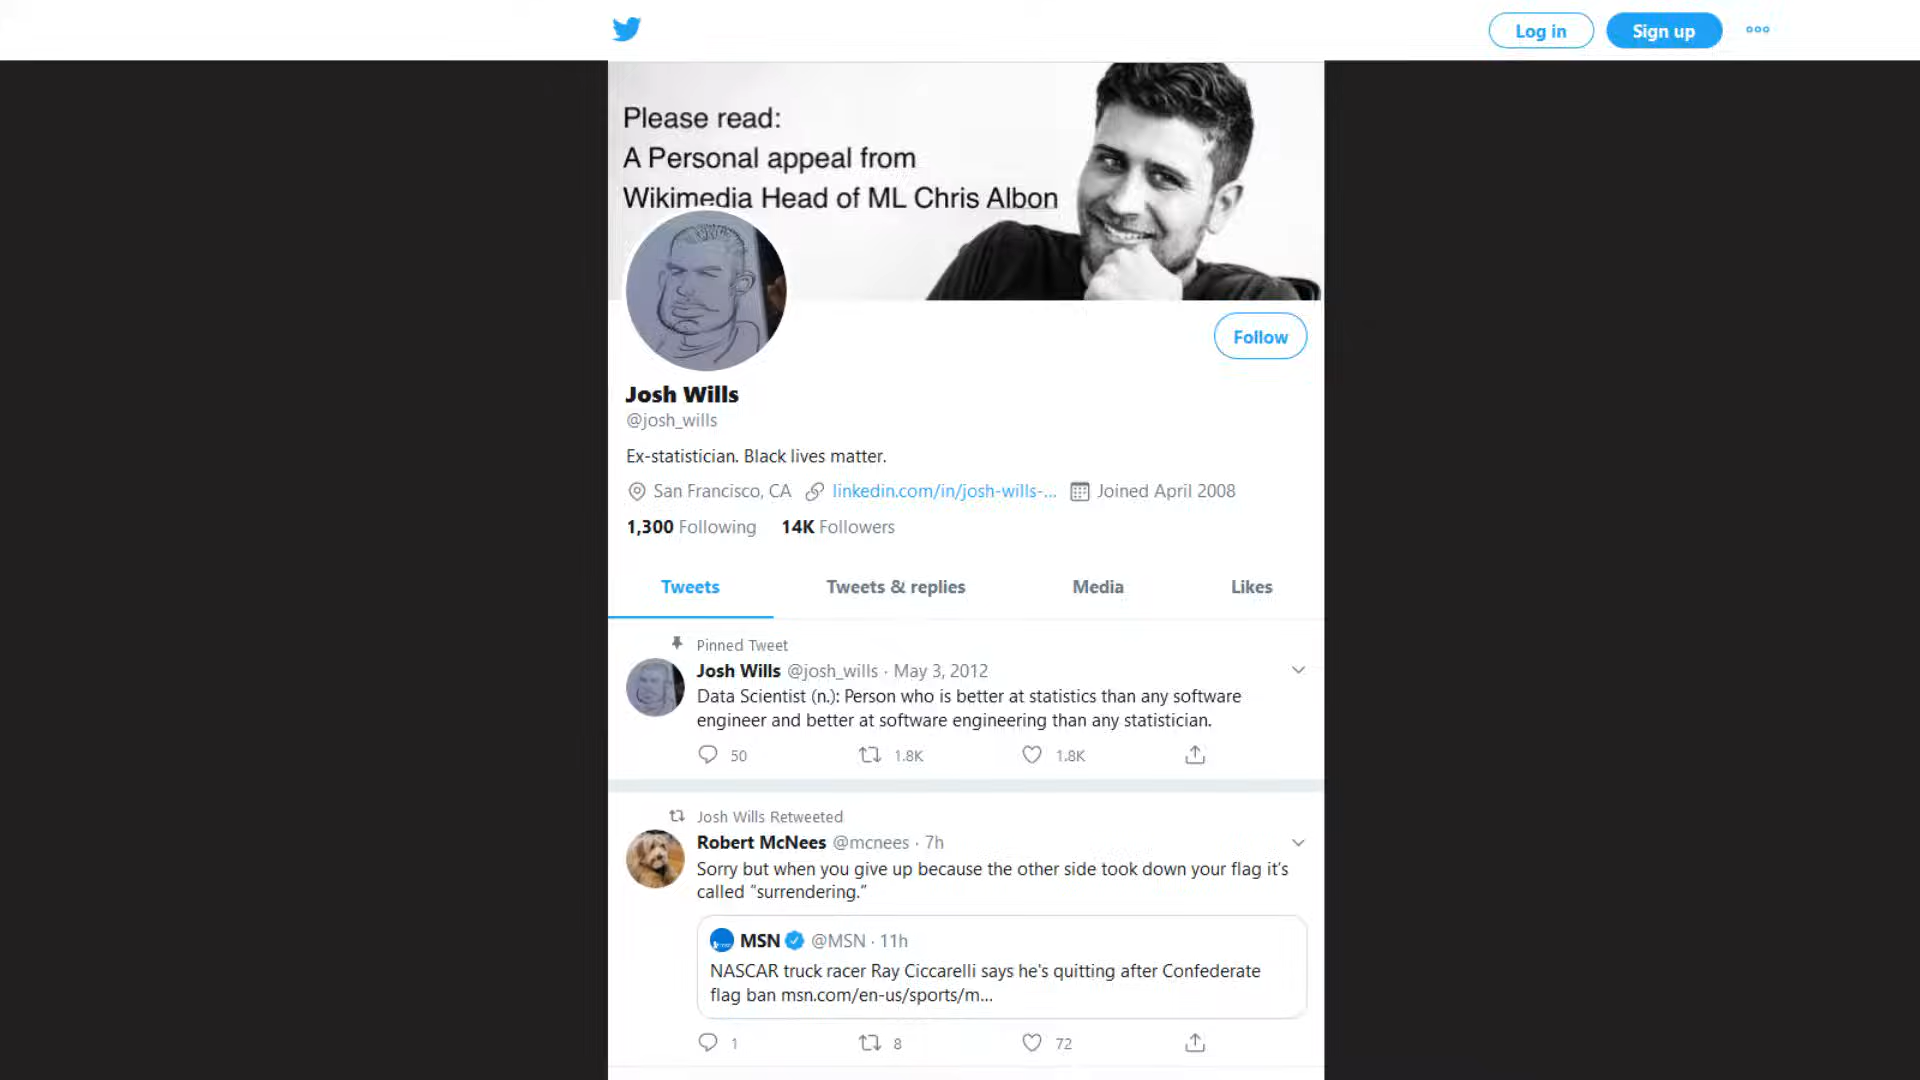 Log in
Sign up
Please read:
A Personal appeal from
Wikimedia Head of ML Chris Albon
Follow
Josh Wills
@josh_wills
Ex-statistician. Black lives matter.
San Francisco, CA linkedin.com/in/josh-wills-... Joined April 2008
1,300 Following 14K Followers
Tweets Tweets & replies Media Likes
Pinned Tweet
Josh Wills @josh_wills · May 3, 2012
Data Scientist (n.): Person who is better at statistics than any software
engineer and better at software engineering than any statistician.
50 1.8K 1.8K
Josh Wills Retweeted
Robert McNees @mcnees · 7h
Sorry but when you give up because the other side took down your flag it’s
called “surrendering.”
MSN @MSN · 11h
NASCAR truck racer Ray Ciccarelli says he's quitting after Confederate
flag ban msn.com/en-us/sports/m...
1 8 72